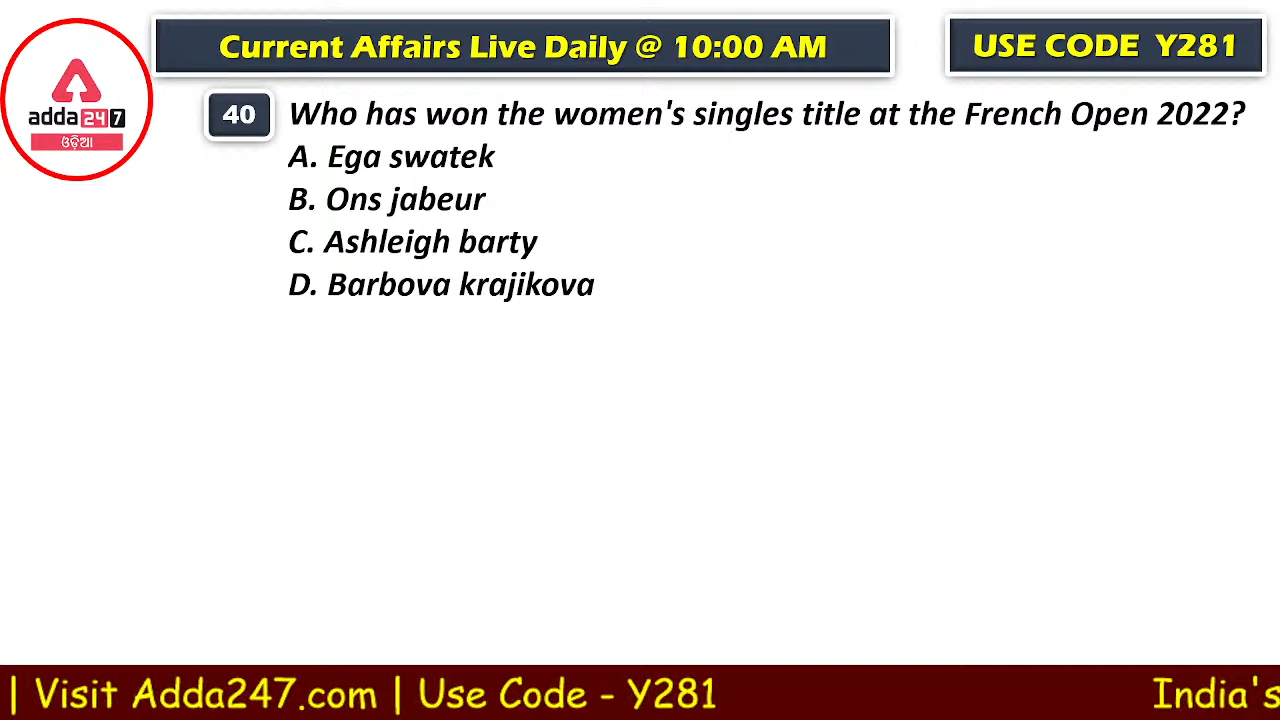 Current Affairs Live Daily @ 10:00 AM
USE CODE Y281
adda 24 7
ଓଡ଼ିଆ
40
Who has won the women's singles title at the French Open 2022?
A. Ega swatek
B. Ons jabeur
C. Ashleigh barty
D. Barbova krajikova
| Visit Adda247.com | Use Code - Y281
India's